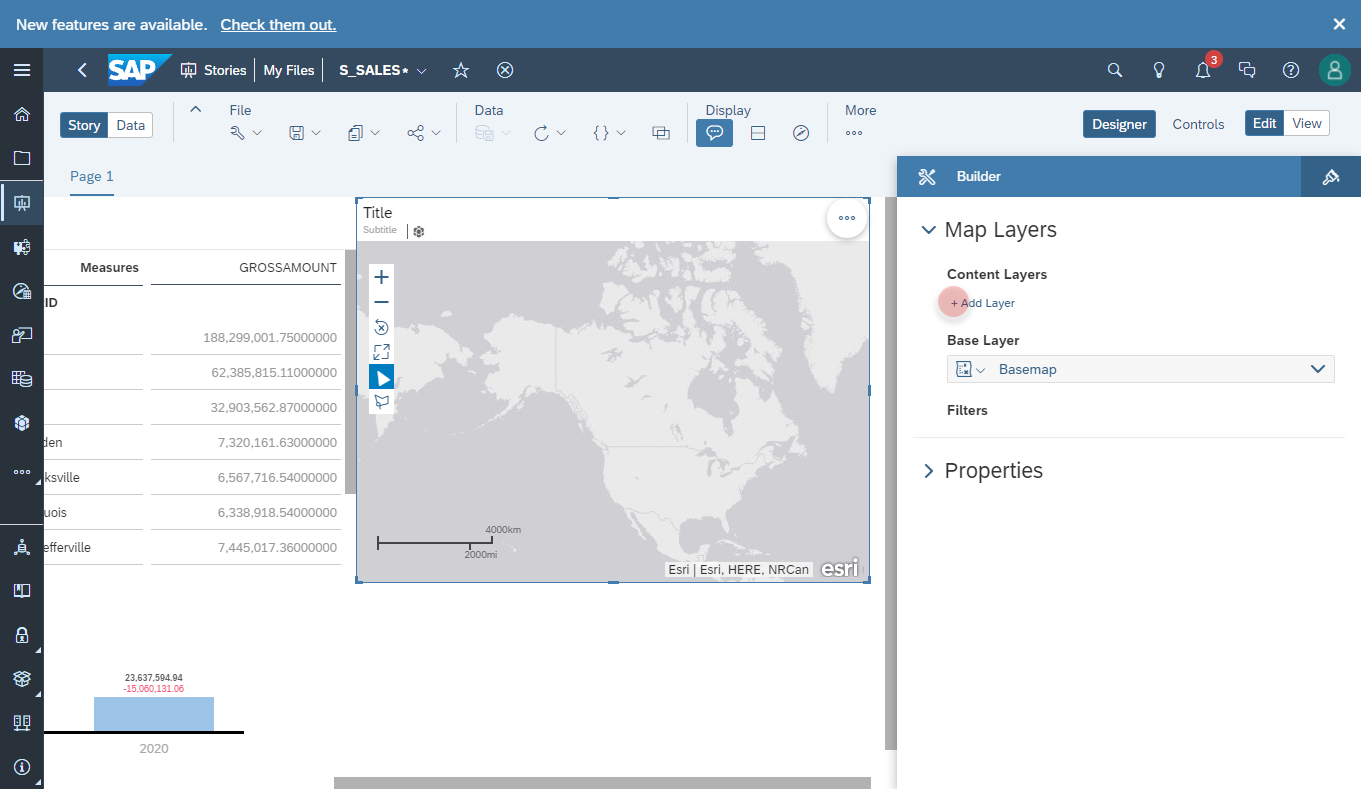 New features are available. Check them out.
SAP Stories My Files S_SALES* 3
Story Data File Data Display More Designer Controls Edit View
Page 1
Builder
Title
Subtitle
Measures GROSSAMOUNT
ID
188,299,001.75000000
62,385,815.11000000
32,903,562.87000000
den 7,320,161.63000000
ksville 6,567,716.54000000
uois 6,338,918.54000000
efferville 7,445,017.36000000
4000km
2000mi
Esri | Esri, HERE, NRCan esri
23,637,594.94
-15,060,131.06
2020
Map Layers
Content Layers
+ Add Layer
Base Layer
Basemap
Filters
Properties